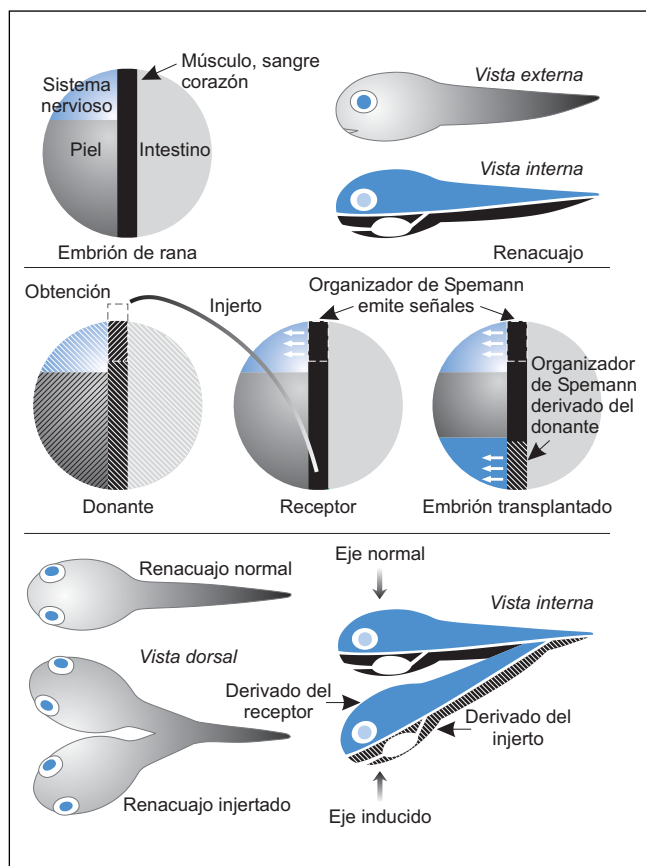 Músculo, sangre
corazón
Sistema
nervioso
Piel
Intestino
Embrión de rana
Vista externa
Vista interna
Renacuajo
Obtención
Injerto
Organizador de Spemann
emite señales
Organizador
de Spemann
derivado del
donante
Donante
Receptor
Embrión transplantado
Renacuajo normal
Vista dorsal
Renacuajo injertado
Eje normal
Vista interna
Derivado del
receptor
Derivado del
injerto
Eje inducido